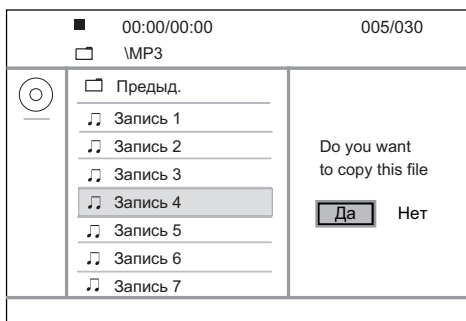 00:00/00:00 005/030
\MP3
Предыд.
Запись 1
Запись 2
Запись 3
Запись 4
Запись 5
Запись 6
Запись 7
Do you want
to copy this file
Да Нет